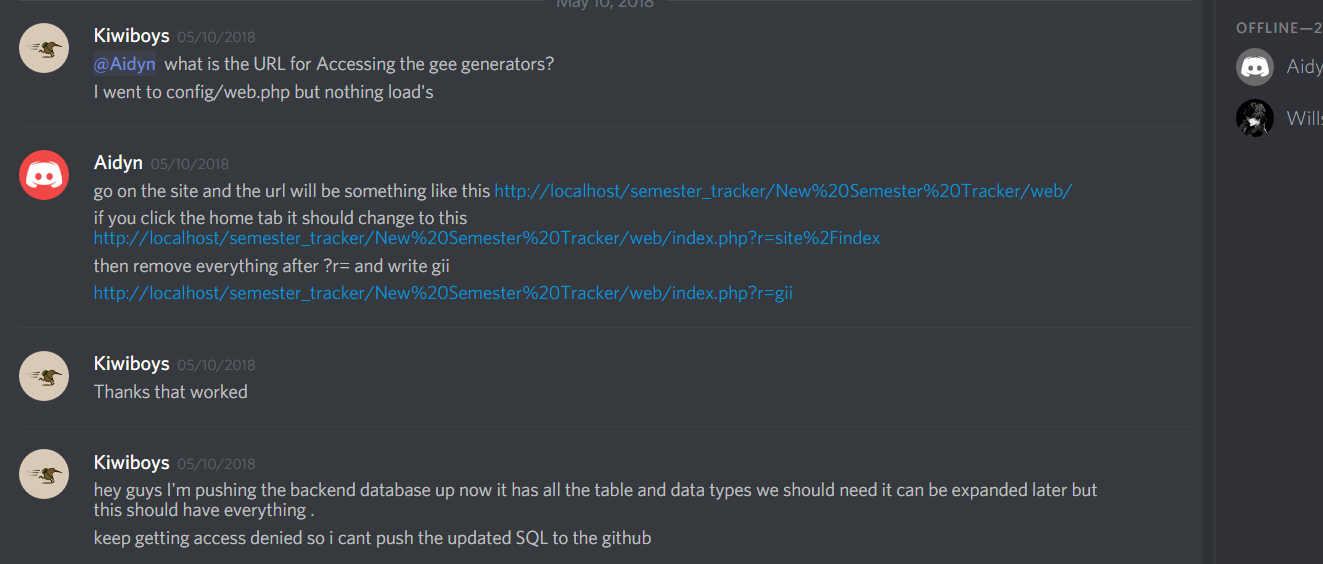 May 10, 2018
Kiwiboys 05/10/2018
@Aidyn what is the URL for Accessing the gee generators?
I went to config/web.php but nothing load's
Aidyn 05/10/2018
go on the site and the url will be something like this http://localhost/semester_tracker/New%20Semester%20Tracker/web/
if you click the home tab it should change to this
http://localhost/semester_tracker/New%20Semester%20Tracker/web/index.php?r=site%2Findex
then remove everything after ?r= and write gii
http://localhost/semester_tracker/New%20Semester%20Tracker/web/index.php?r=gii
Kiwiboys 05/10/2018
Thanks that worked
Kiwiboys 05/10/2018
hey guys I'm pushing the backend database up now it has all the table and data types we should need it can be expanded later but
this should have everything .
keep getting access denied so i cant push the updated SQL to the github
OFFLINE—2
Aidy
Wills